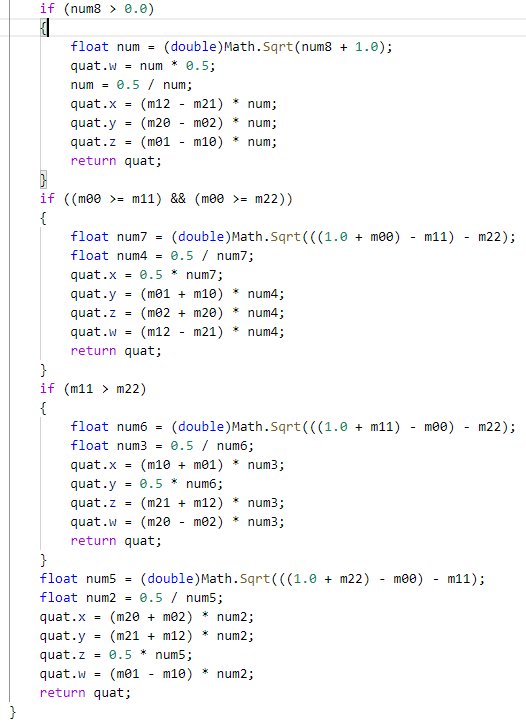 if (num8 > 0.0)
{
float num = (double)Math.Sqrt(num8 + 1.0);
quat.w = num * 0.5;
num = 0.5 / num;
quat.x = (m12 - m21) * num;
quat.y = (m20 - m02) * num;
quat.z = (m01 - m10) * num;
return quat;
}
if ((m00 >= m11) && (m00 >= m22))
{
float num7 = (double)Math.Sqrt(((1.0 + m00) - m11) - m22);
float num4 = 0.5 / num7;
quat.x = 0.5 * num7;
quat.y = (m01 + m10) * num4;
quat.z = (m02 + m20) * num4;
quat.w = (m12 - m21) * num4;
return quat;
}
if (m11 > m22)
{
float num6 = (double)Math.Sqrt(((1.0 + m11) - m00) - m22);
float num3 = 0.5 / num6;
quat.x = (m10 + m01) * num3;
quat.y = 0.5 * num6;
quat.z = (m21 + m12) * num3;
quat.w = (m20 - m02) * num3;
return quat;
}
float num5 = (double)Math.Sqrt(((1.0 + m22) - m00) - m11);
float num2 = 0.5 / num5;
quat.x = (m20 + m02) * num2;
quat.y = (m21 + m12) * num2;
quat.z = 0.5 * num5;
quat.w = (m01 - m10) * num2;
return quat;
}